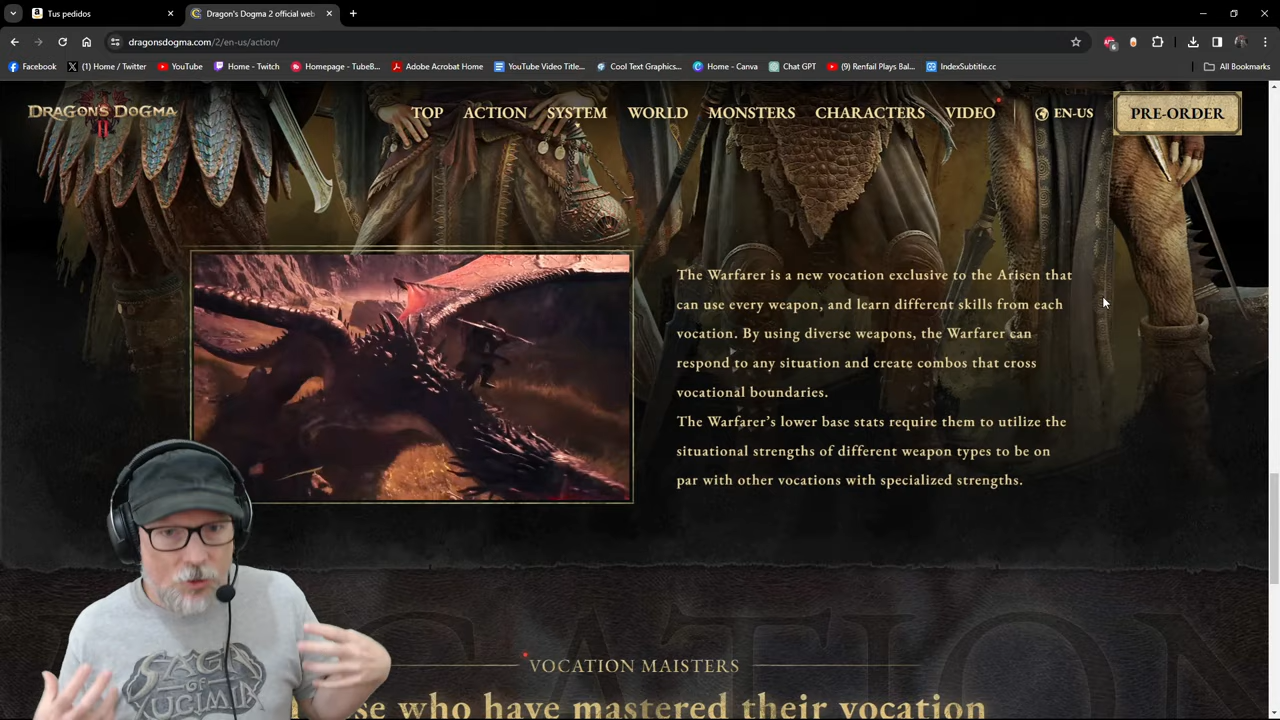 Tus pedidos
Dragon's Dogma 2 official web
dragonsdogma.com/2/en-us/action/
Facebook
Home / Twitter
YouTube
Home - Twitch
Homepage - TubeB...
Adobe Acrobat Home
YouTube Video Title...
Cool Text Graphics...
Home - Canva
Chat GPT
(9) Renfail Plays Bal...
IndexSubtitle.cc
All Bookmarks
DRAGON'S DOGMA II
TOP ACTION SYSTEM WORLD MONSTERS CHARACTERS VIDEO EN-US PRE-ORDER
The Warfarer is a new vocation exclusive to the Arisen that
can use every weapon, and learn different skills from each
vocation. By using diverse weapons, the Warfarer can
respond to any situation and create combos that cross
vocational boundaries.
The Warfarer's lower base stats require them to utilize the
situational strengths of different weapon types to be on
par with other vocations with specialized strengths.
SAGA
OF
LUCIMIA
VOCATION MAISTERS
se who have mastered their vocation